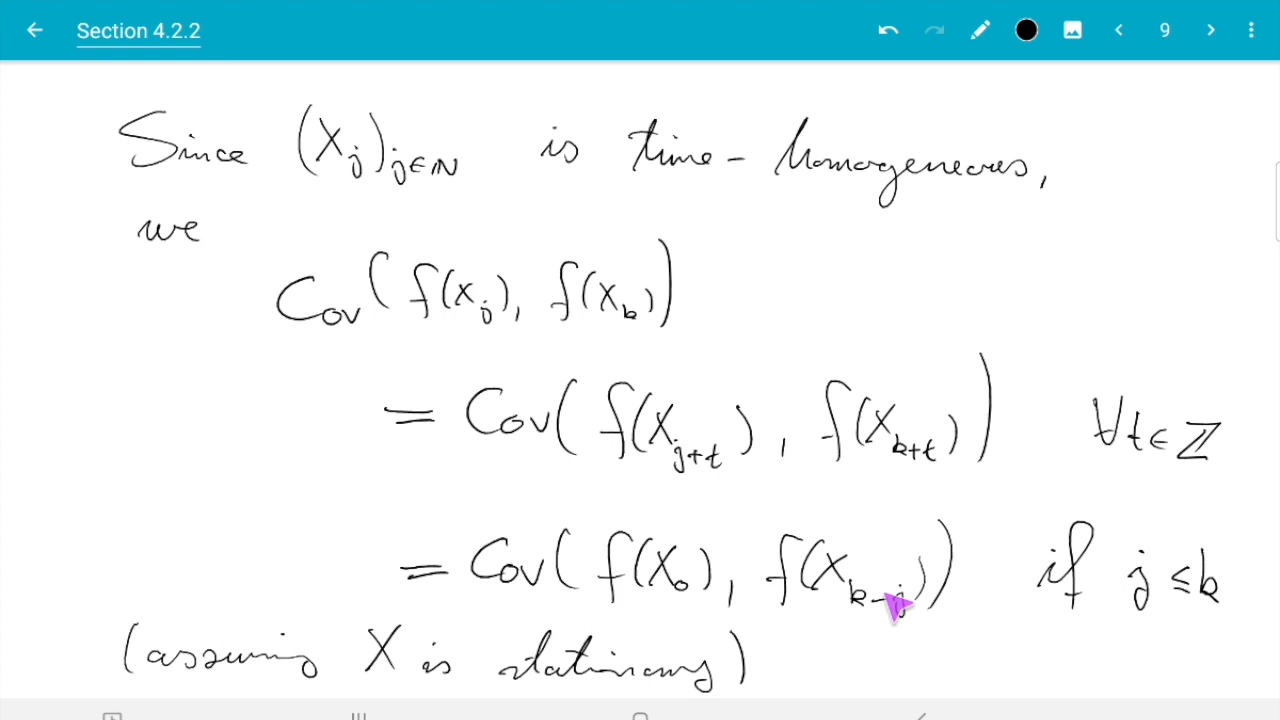 Section 4.2.2
9
Since (X_j)_{j∈ℕ} is time-homogeneous,
we
Cov(f(X_j), f(X_k))
= Cov(f(X_{j+t}), f(X_{k+t})) ∀t∈ℤ
= Cov(f(X_0), f(X_{k-j})) if j ≤ k
(assuming X is stationary)